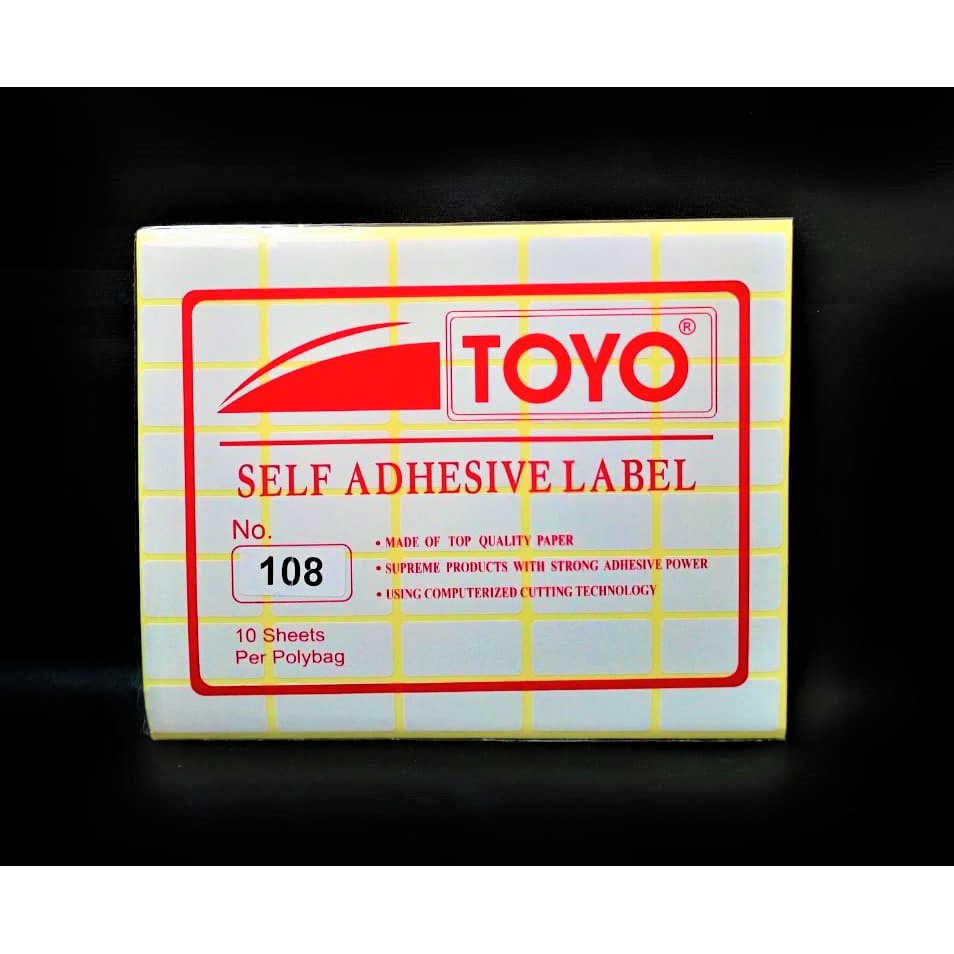 TOYO®
SELF ADHESIVE LABEL
No.
108
• MADE OF TOP QUALITY PAPER
• SUPREME PRODUCTS WITH STRONG ADHESIVE POWER
• USING COMPUTERIZED CUTTING TECHNOLOGY
10 Sheets
Per Polybag